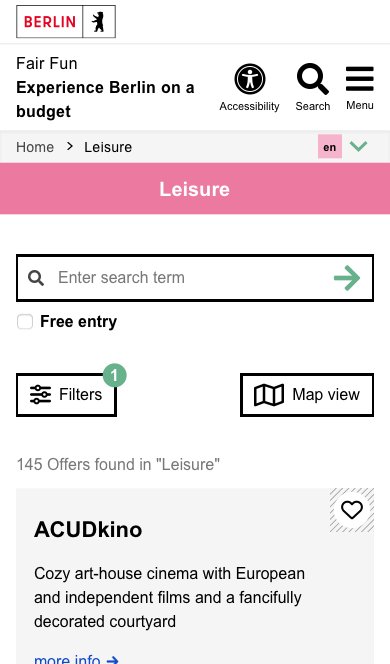 BERLIN
Fair Fun
Experience Berlin on a
budget
Accessibility
Search
Menu
Home > Leisure
en
Leisure
Enter search term
Free entry
Filters
1
Map view
145 Offers found in "Leisure"
ACUDkino
Cozy art-house cinema with European
and independent films and a fancifully
decorated courtyard
more info →